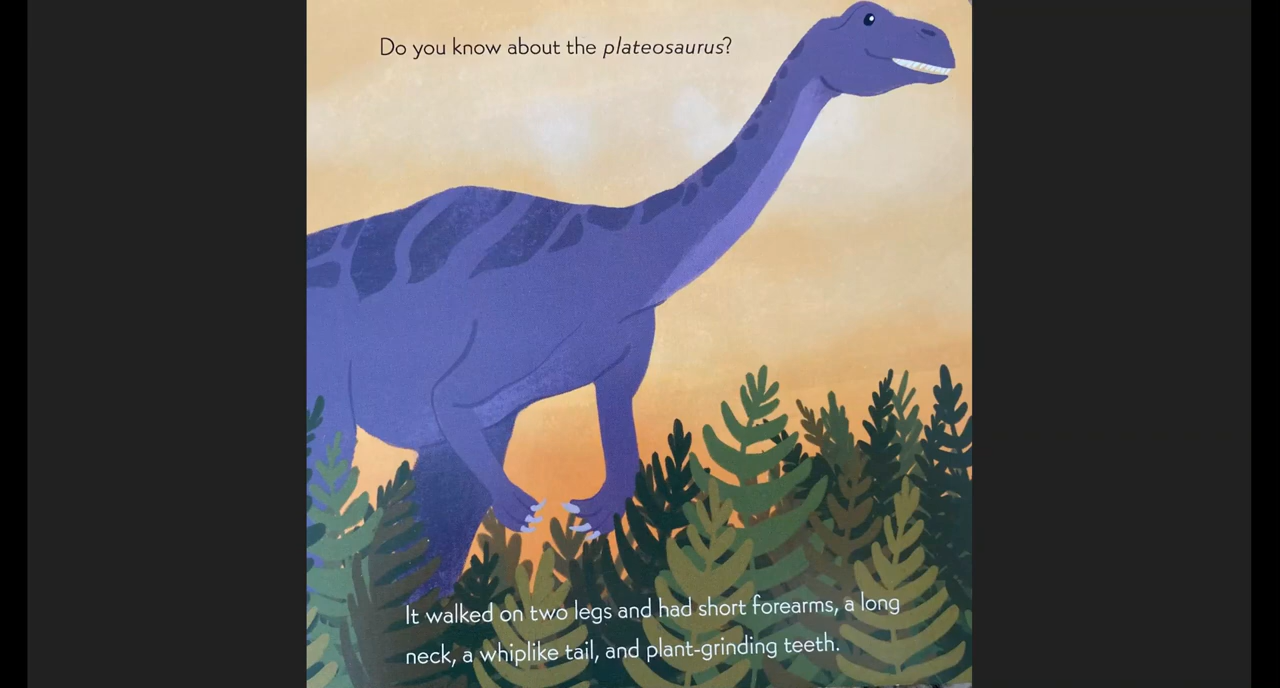 Do you know about the plateosaurus?
It walked on two legs and had short forearms, a long
neck, a whiplike tail, and plant-grinding teeth.